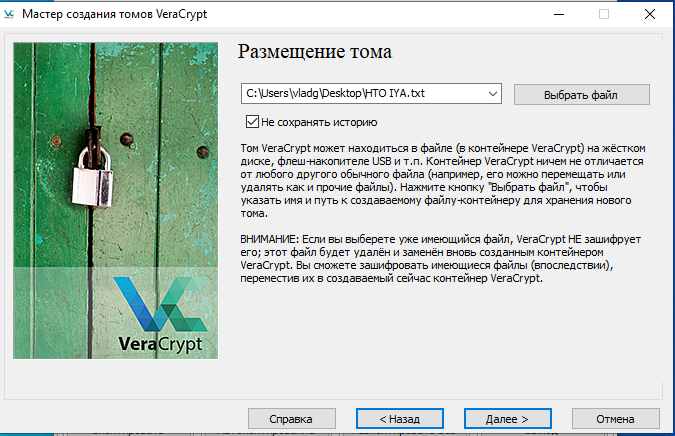 Мастер создания томов VeraCrypt
Размещение тома
C:\Users\vladg\Desktop\НТО IYA.txt
Выбрать файл
Не сохранять историю
Том VeraCrypt может находиться в файле (в контейнере VeraCrypt) на жёстком
диске, флеш-накопителе USB и т.п. Контейнер VeraCrypt ничем не отличается
от любого другого обычного файла (например, его можно перемещать или
удалять как и прочие файлы). Нажмите кнопку "Выбрать файл", чтобы
указать имя и путь к создаваемому файлу-контейнеру для хранения нового
тома.
ВНИМАНИЕ: Если вы выберете уже имеющийся файл, VeraCrypt НЕ зашифрует
его; этот файл будет удалён и заменён вновь созданным контейнером
VeraCrypt. Вы сможете зашифровать имеющиеся файлы (впоследствии),
переместив их в создаваемый сейчас контейнер VeraCrypt.
VeraCrypt
Справка
< Назад
Далее >
Отмена